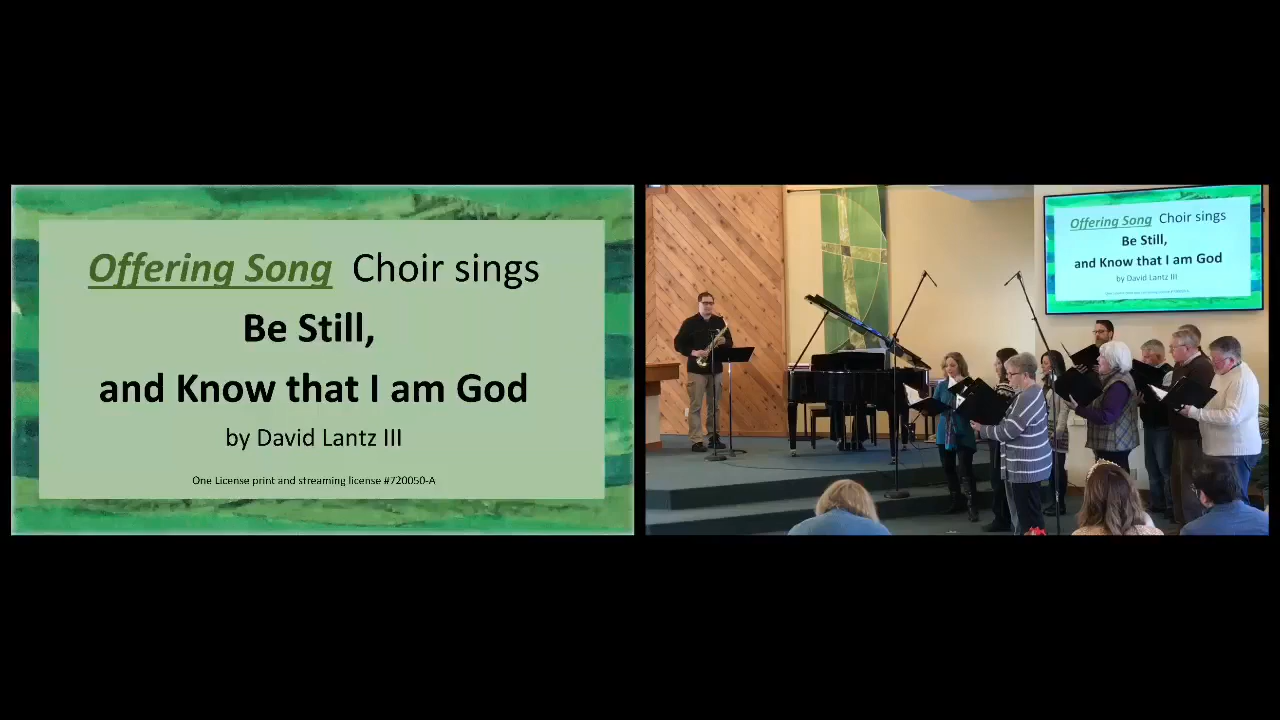 Offering Song Choir sings
Be Still,
and Know that I am God
by David Lantz III
One License print and streaming license #720050-A
Offering Song Choir sings
Be Still,
and Know that I am God
by David Lantz III